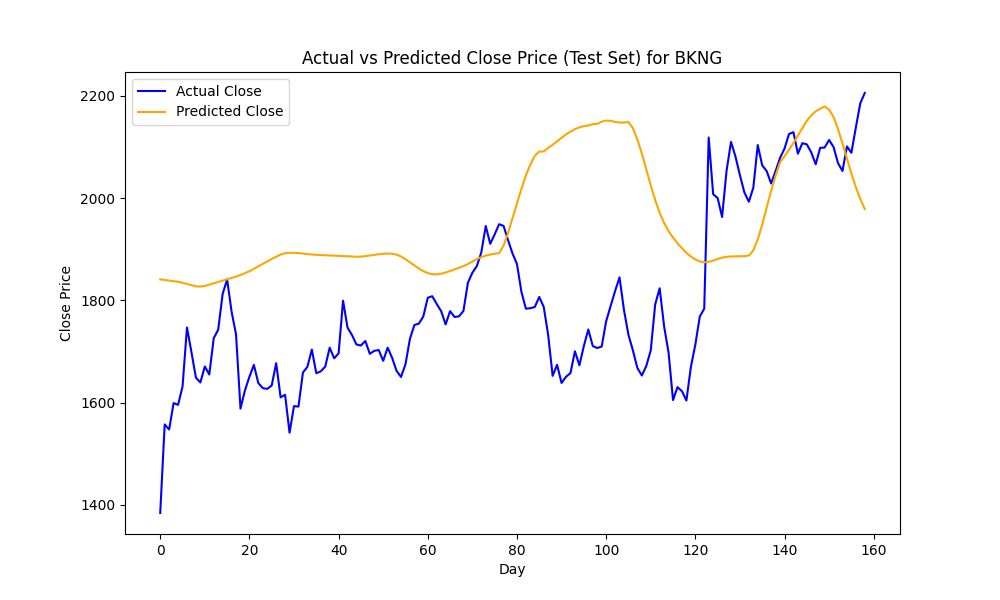 Actual vs Predicted Close Price (Test Set) for BKNG
Actual Close
Predicted Close
2200
2000
1800
1600
1400
Close Price
0 20 40 60 80 100 120 140 160
Day